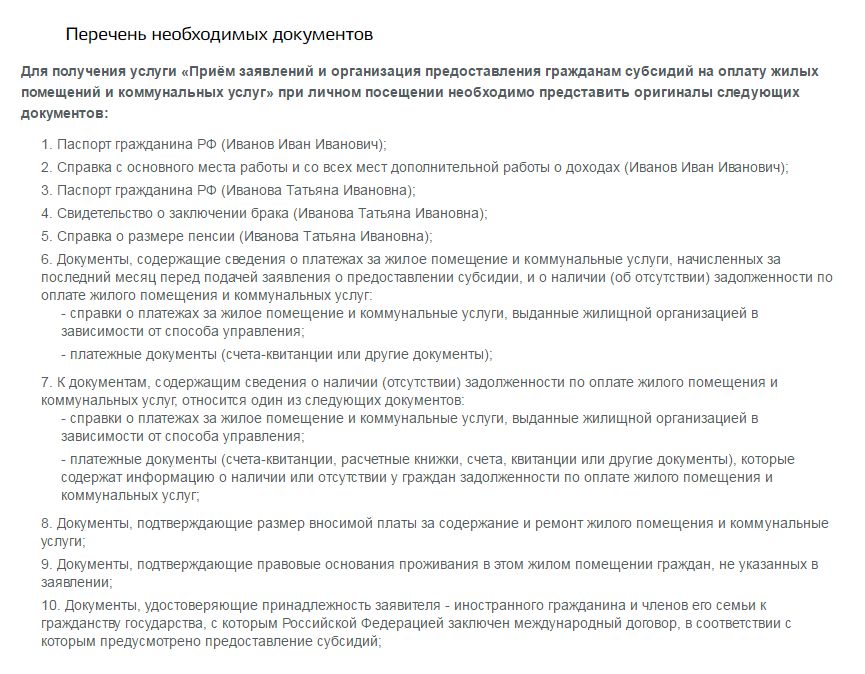 Перечень необходимых документов
Для получения услуги «Приём заявлений и организация предоставления гражданам субсидий на оплату жилых
помещений и коммунальных услуг» при личном посещении необходимо представить оригиналы следующих
документов:
1. Паспорт гражданина РФ (Иванов Иван Иванович);
2. Справка с основного места работы и со всех мест дополнительной работы о доходах (Иванов Иван Иванович);
3. Паспорт гражданина РФ (Иванова Татьяна Ивановна);
4. Свидетельство о заключении брака (Иванова Татьяна Ивановна);
5. Справка о размере пенсии (Иванова Татьяна Ивановна);
6. Документы, содержащие сведения о платежах за жилое помещение и коммунальные услуги, начисленных за
последний месяц перед подачей заявления о предоставлении субсидии, и о наличии (об отсутствии) задолженности по
оплате жилого помещения и коммунальных услуг:
- справки о платежах за жилое помещение и коммунальные услуги, выданные жилищной организацией в
зависимости от способа управления;
- платежные документы (счета-квитанции или другие документы);
7. К документам, содержащим сведения о наличии (отсутствии) задолженности по оплате жилого помещения и
коммунальных услуг, относится один из следующих документов:
- справки о платежах за жилое помещение и коммунальные услуги, выданные жилищной организацией в
зависимости от способа управления;
- платежные документы (счета-квитанции, расчетные книжки, счета, квитанции или другие документы), которые
содержат информацию о наличии или отсутствии у граждан задолженности по оплате жилого помещения и
коммунальных услуг;
8. Документы, подтверждающие размер вносимой платы за содержание и ремонт жилого помещения и коммунальные
услуги;
9. Документы, подтверждающие правовые основания проживания в этом жилом помещении граждан, не указанных в
заявлении;
10. Документы, удостоверяющие принадлежность заявителя - иностранного гражданина и членов его семьи к
гражданству государства, с которым Российской Федерацией заключен международный договор, в соответствии с
которым предусмотрено предоставление субсидий;